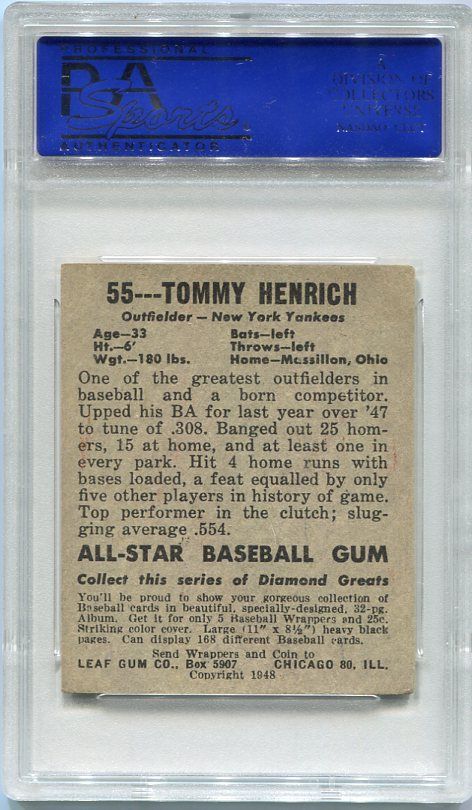 PROFESSIONAL
PSA
Sports
AUTHENTICATOR
A
DIVISION OF
COLLECTORS
UNIVERSE
NASDAQ: CLCT
55---TOMMY HENRICH
Outfielder — New York Yankees
Age—33 Bats—left
Ht.—6' Throws—left
Wgt.—180 lbs. Home—Massillon, Ohio
One of the greatest outfielders in
baseball and a born competitor.
Upped his BA for last year over '47
to tune of .308. Banged out 25 hom-
ers, 15 at home, and at least one in
every park. Hit 4 home runs with
bases loaded, a feat equalled by only
five other players in history of game.
Top performer in the clutch; slug-
ging average .554.
ALL-STAR BASEBALL GUM
Collect this series of Diamond Greats
You'll be proud to show your gorgeous collection of
Baseball cards in beautiful, specially-designed, 32-pg.
Album. Get it for only 5 Baseball Wrappers and 25c.
Striking color cover. Large (11" x 8½") heavy black
pages. Can display 168 different Baseball cards.
Send Wrappers and Coin to
LEAF GUM CO., Box 5907 CHICAGO 80, ILL.
Copyright 1948